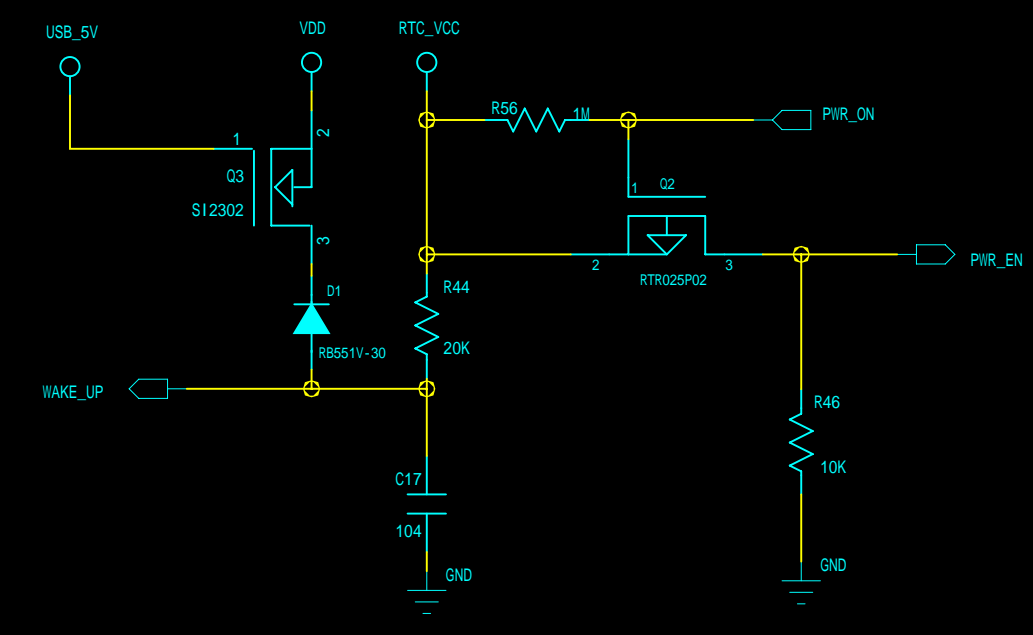 USB_5V
VDD
RTC_VCC
R56
1M
PWR_ON
1
2
Q3
SI2302
3
1
Q2
2
3
RTR025P02
PWR_EN
D1
RB551V-30
R44
20K
WAKE_UP
R46
10K
C17
104
GND
GND